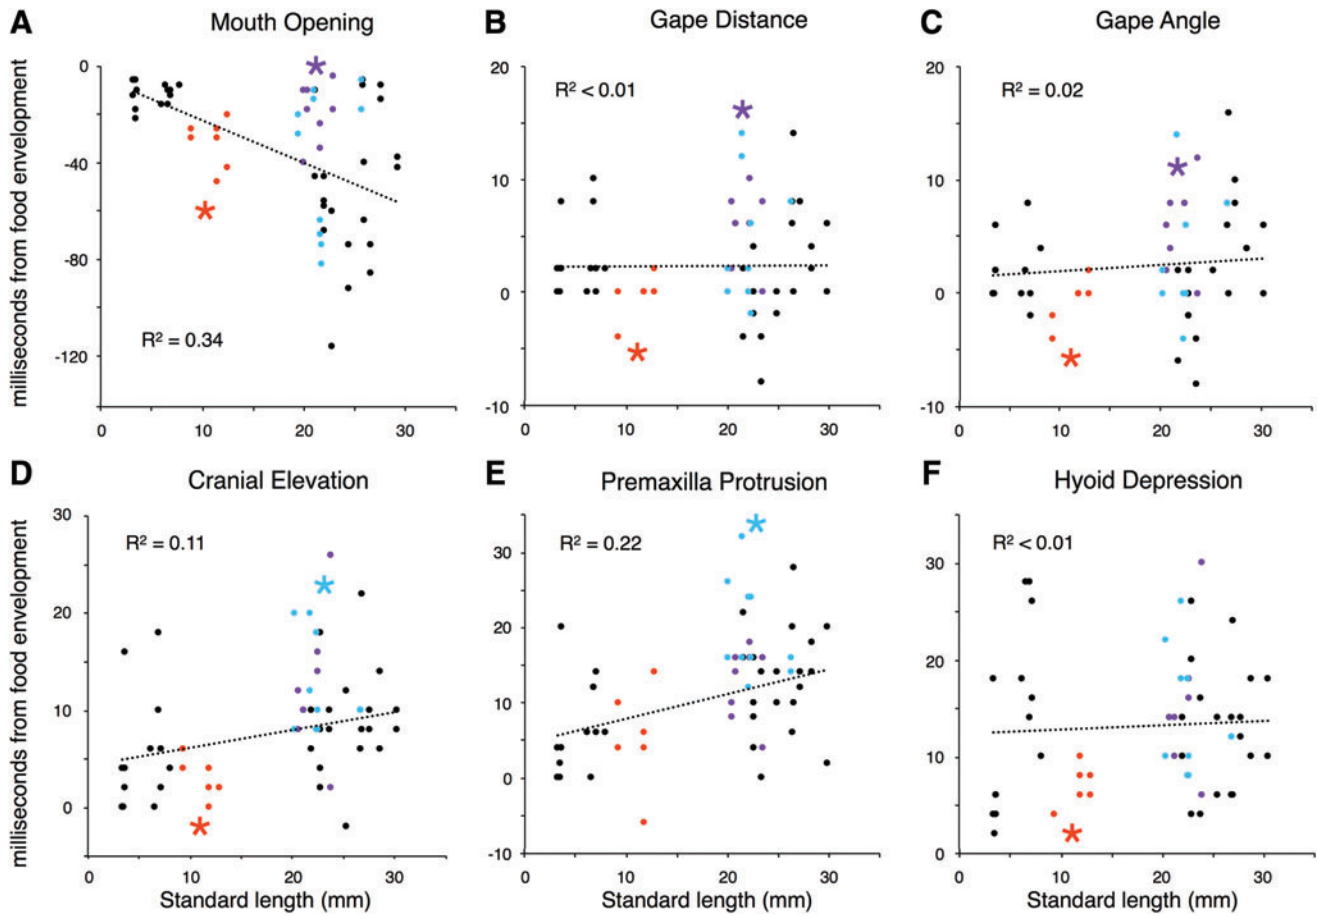 A
Mouth Opening
B
Gape Distance
C
Gape Angle
milliseconds from food envelopment
0
-40
-80
-120
R² = 0.34
0
10
20
30
20
10
0
-10
R² < 0.01
0
10
20
30
20
10
0
-10
R² = 0.02
0
10
20
30
D
Cranial Elevation
E
Premaxilla Protrusion
F
Hyoid Depression
milliseconds from food envelopment
30
20
10
0
R² = 0.11
0
10
20
30
Standard length (mm)
30
20
10
0
-10
R² = 0.22
0
10
20
30
Standard length (mm)
30
20
10
0
R² < 0.01
0
10
20
30
Standard length (mm)